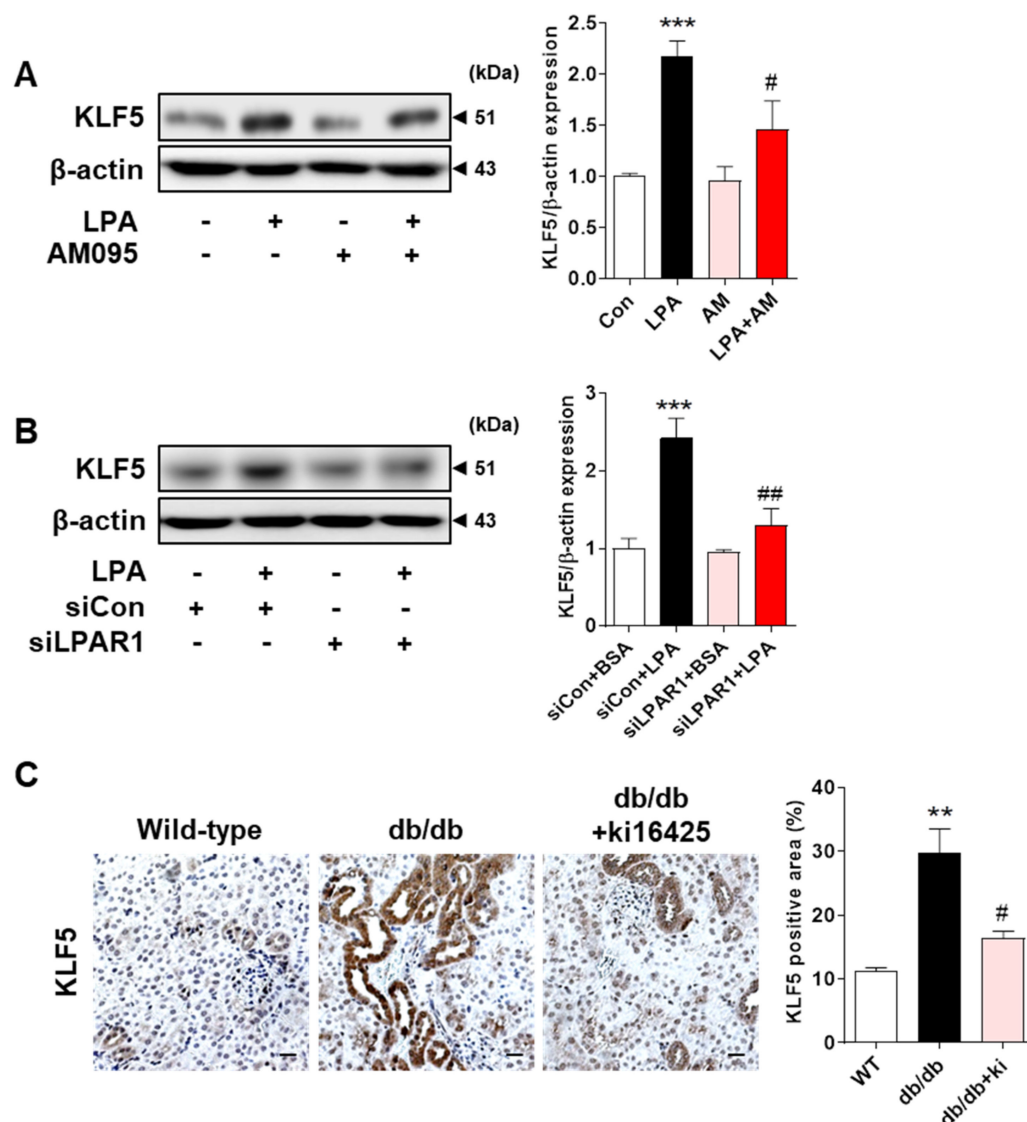 A
(kDa)
KLF5
51
β-actin
43
LPA - + - +
AM095 - - + +
KLF5/β-actin expression
2.5
2.0
1.5
1.0
0.5
0.0
***
#
Con
LPA
AM
LPA+AM
B
(kDa)
KLF5
51
β-actin
43
LPA - + - +
siCon + + - -
siLPAR1 - - + +
KLF5/β-actin expression
3
2
1
0
***
##
siCon+BSA
siCon+LPA
siLPAR1+BSA
siLPAR1+LPA
C
Wild-type
db/db
db/db
+ki16425
KLF5
KLF5 positive area (%)
40
30
20
10
0
**
#
WT
db/db
db/db+ki